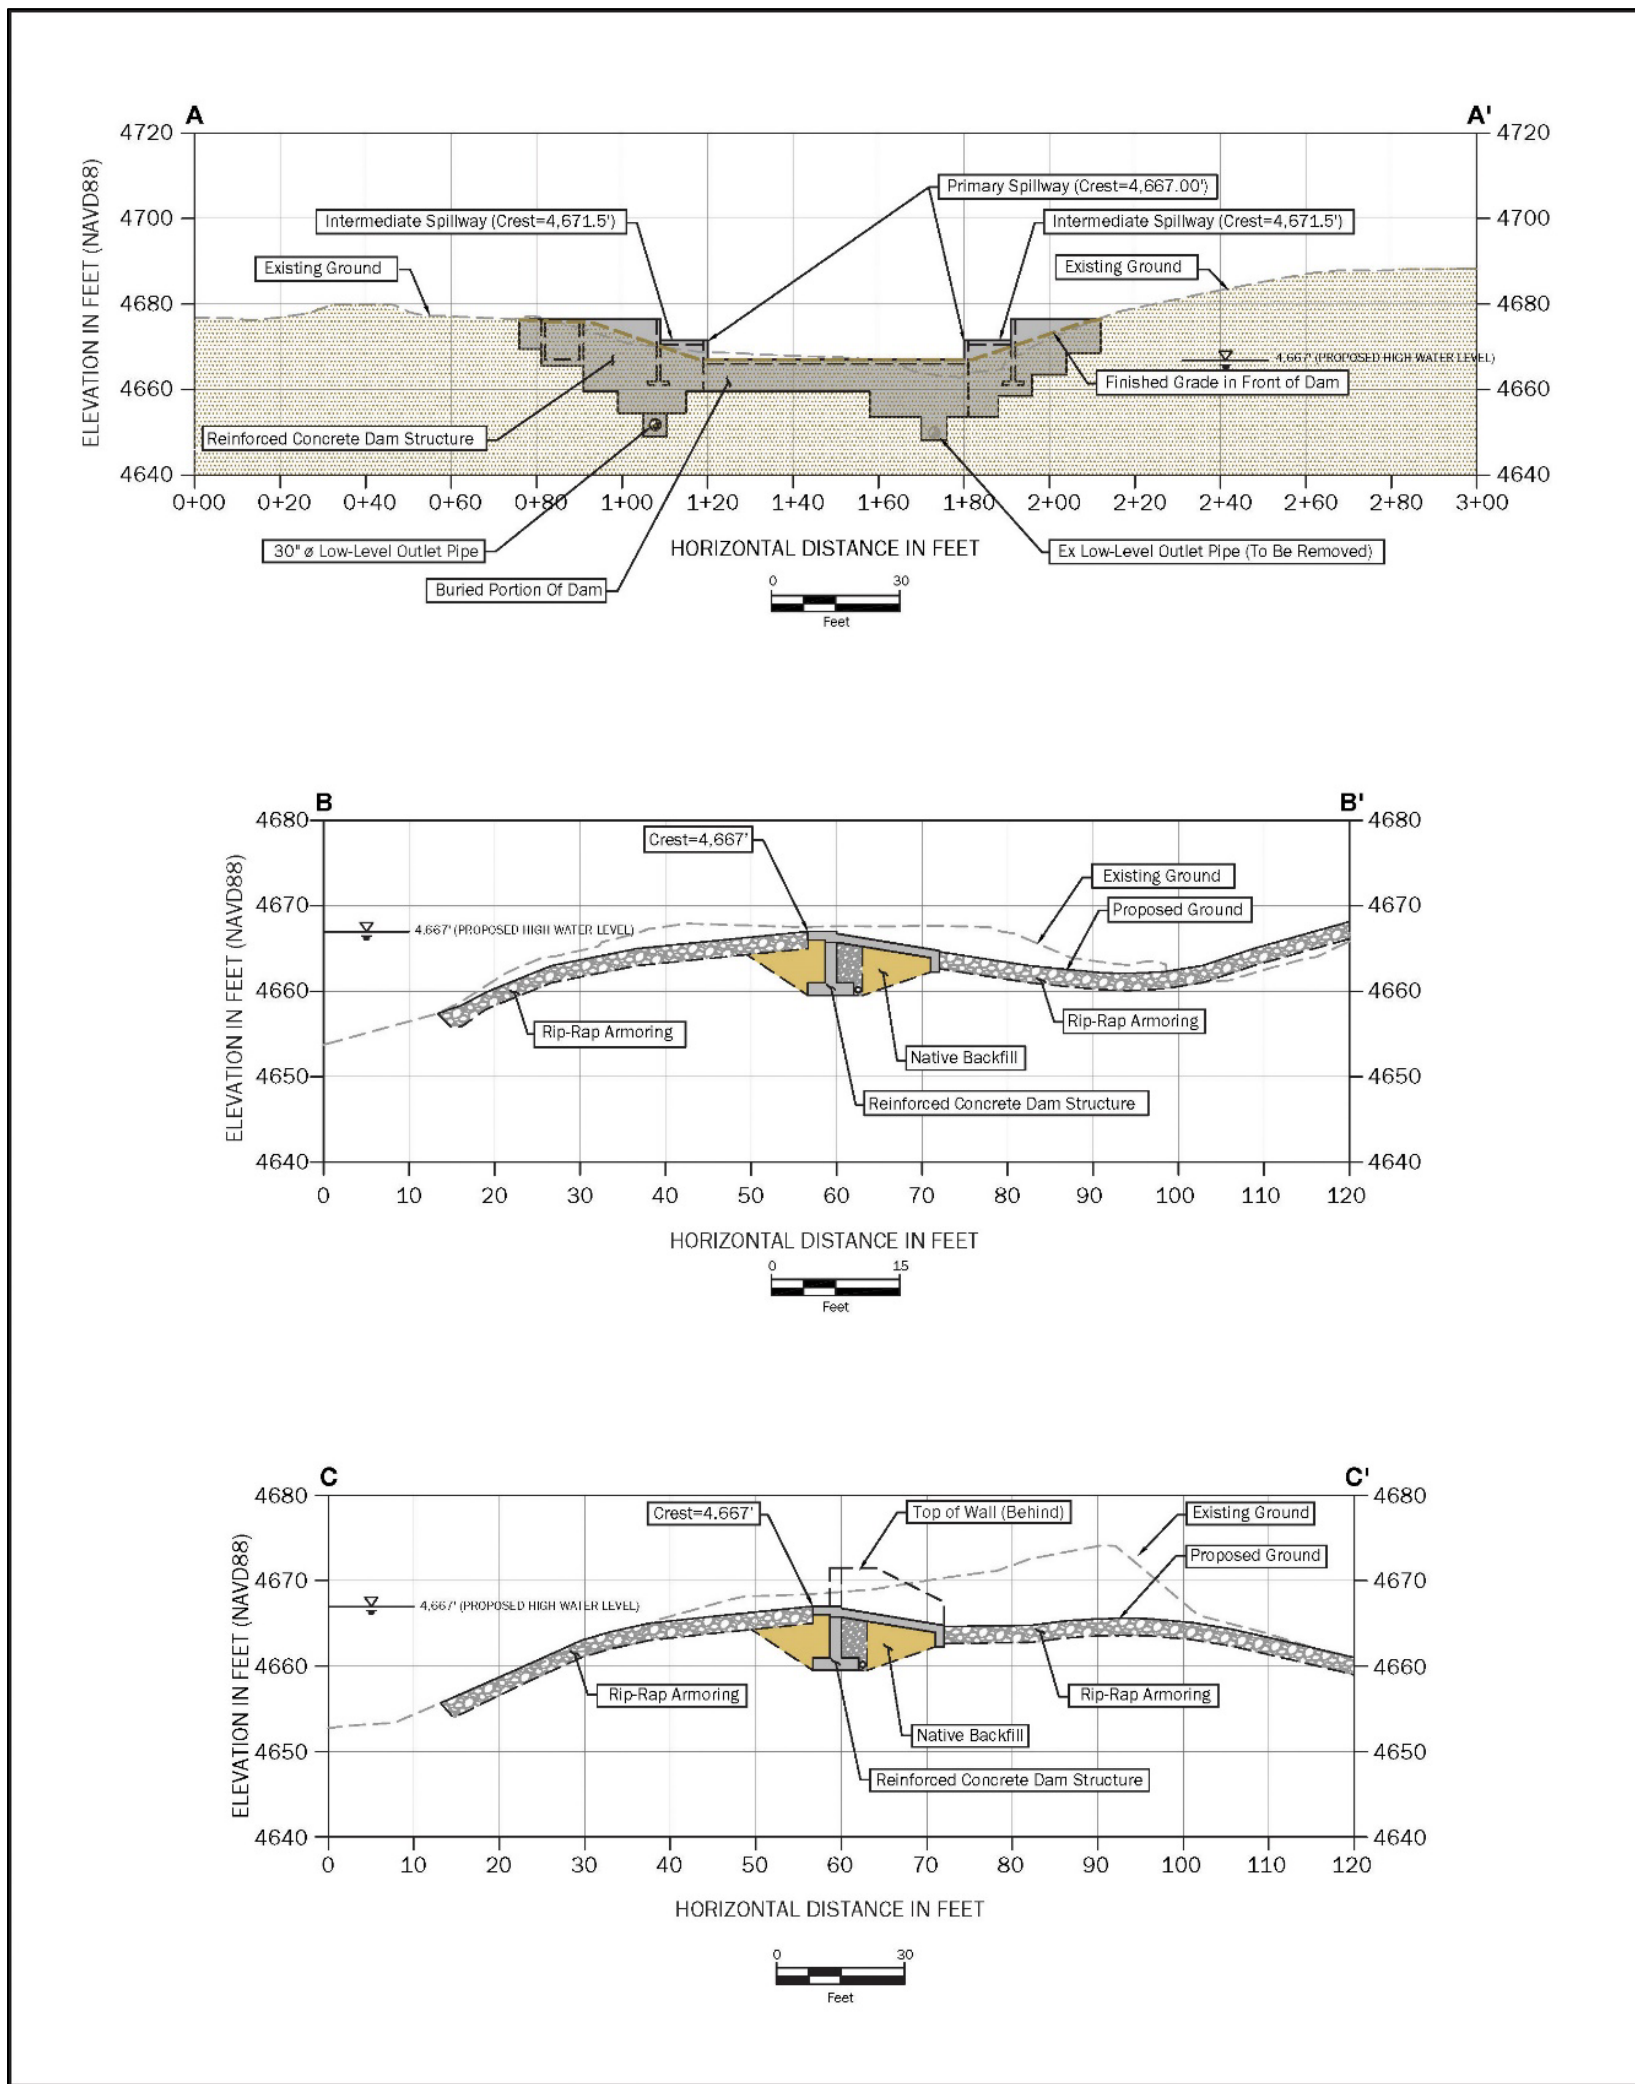 A A'
4720 4720
Primary Spillway (Crest=4,667.00')
4700 4700
Intermediate Spillway (Crest=4,671.5') Intermediate Spillway (Crest=4,671.5')
Existing Ground Existing Ground
4680 4680
4,667' (PROPOSED HIGH WATER LEVEL)
4660 4660
Finished Grade in Front of Dam
Reinforced Concrete Dam Structure
4640 4640
ELEVATION IN FEET (NAVD88)
0+00 0+20 0+40 0+60 0+80 1+00 1+20 1+40 1+60 1+80 2+00 2+20 2+40 2+60 2+80 3+00
30" ø Low-Level Outlet Pipe
HORIZONTAL DISTANCE IN FEET
Ex Low-Level Outlet Pipe (To Be Removed)
Buried Portion Of Dam
0 30
Feet
B B'
4680 4680
Crest=4,667'
Existing Ground
4670 4670
Proposed Ground
4,667' (PROPOSED HIGH WATER LEVEL)
4660 4660
Rip-Rap Armoring
Rip-Rap Armoring
Native Backfill
4650 4650
Reinforced Concrete Dam Structure
4640 4640
ELEVATION IN FEET (NAVD88)
0 10 20 30 40 50 60 70 80 90 100 110 120
HORIZONTAL DISTANCE IN FEET
0 15
Feet
C C'
4680 4680
Crest=4.667'
Top of Wall (Behind)
Existing Ground
Proposed Ground
4670 4670
4,667' (PROPOSED HIGH WATER LEVEL)
4660 4660
Rip-Rap Armoring Rip-Rap Armoring
Native Backfill
4650 4650
Reinforced Concrete Dam Structure
4640 4640
ELEVATION IN FEET (NAVD88)
0 10 20 30 40 50 60 70 80 90 100 110 120
HORIZONTAL DISTANCE IN FEET
0 30
Feet